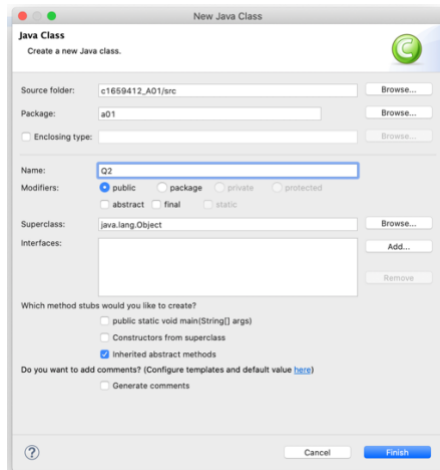 New Java Class
Java Class
Create a new Java class.
C
Source folder: c1659412_A01/src Browse...
Package: a01 Browse...
Enclosing type: Browse...
Name: Q2
Modifiers: public package private protected
abstract final static
Superclass: java.lang.Object Browse...
Interfaces: Add...
Remove
Which method stubs would you like to create?
public static void main(String[] args)
Constructors from superclass
Inherited abstract methods
Do you want to add comments? (Configure templates and default value here)
Generate comments
? Cancel Finish